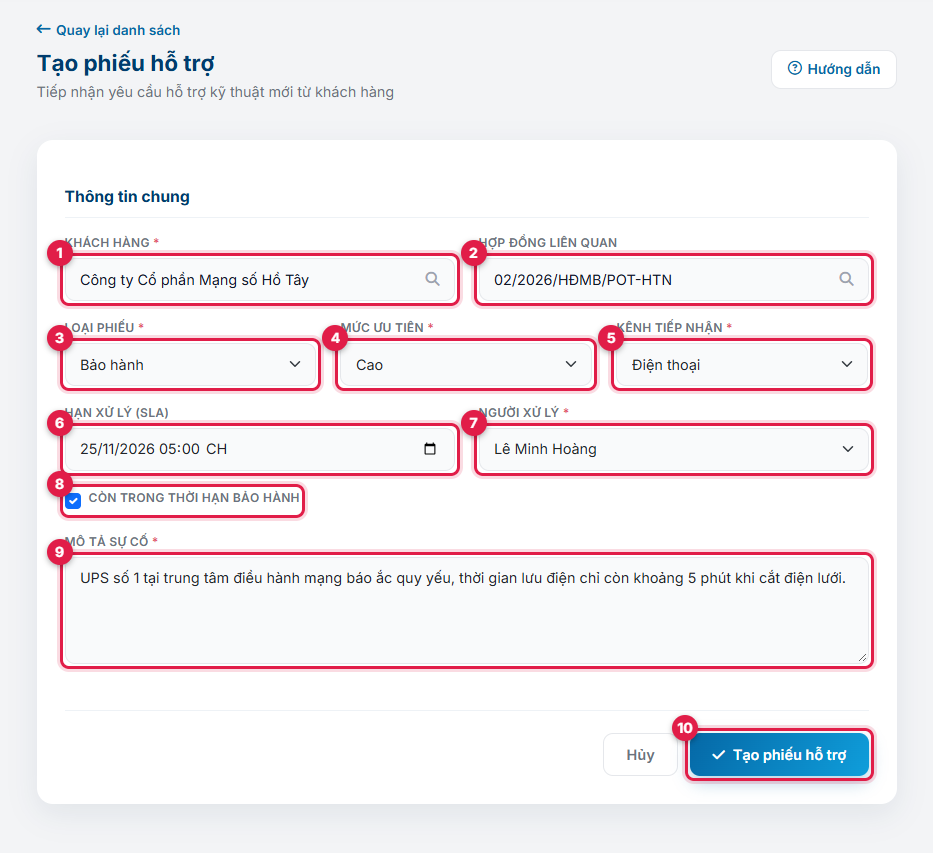 ← Quay lại danh sách
Tạo phiếu hỗ trợ
Hướng dẫn
Tiếp nhận yêu cầu hỗ trợ kỹ thuật mới từ khách hàng
Thông tin chung
1 KHÁCH HÀNG *
Công ty Cổ phần Mạng số Hồ Tây
2 HỢP ĐỒNG LIÊN QUAN
02/2026/HĐMB/POT-HTN
3 LOẠI PHIẾU *
Bảo hành
4 MỨC ƯU TIÊN *
Cao
5 KÊNH TIẾP NHẬN *
Điện thoại
6 HẠN XỬ LÝ (SLA)
25/11/2026 05:00 CH
7 NGƯỜI XỬ LÝ *
Lê Minh Hoàng
8 CÒN TRONG THỜI HẠN BẢO HÀNH
9 MÔ TẢ SỰ CỐ *
UPS số 1 tại trung tâm điều hành mạng báo ắc quy yếu, thời gian lưu điện chỉ còn khoảng 5 phút khi cắt điện lưới.
Hủy
10 Tạo phiếu hỗ trợ